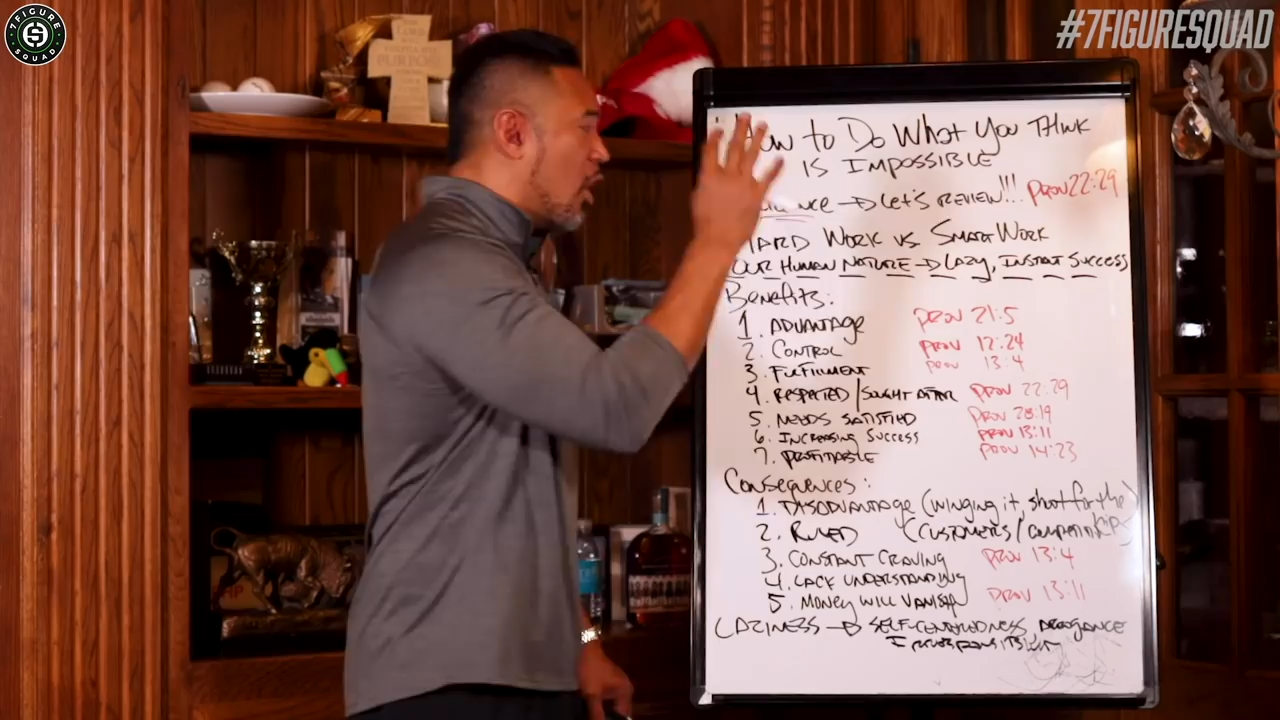 7FIGURE
SQUAD
#7FIGURESQUAD
How to Do What You Think
is Impossible
→ Let's Review!!! Prov 22:29
Hard Work vs Smart Work
Our Human Nature → Lazy, Instant Success
Benefits:
1. Advantage Prov 21:5
2. Control Prov 12:24
3. Fulfillment Prov 13:4
4. Respected/Sought After Prov 22:29
5. Needs Satisfied Prov 28:19
6. Increasing Success Prov 13:11
7. Profitable Prov 14:23
Consequences:
1. Disadvantage (winging it, shoot for the
2. Ruled (Customers/
3. Constant Craving Prov 13:4
4. Lack Understanding
5. Money Will Vanish Prov 13:11
Laziness → Self-Centeredness, Arrogance